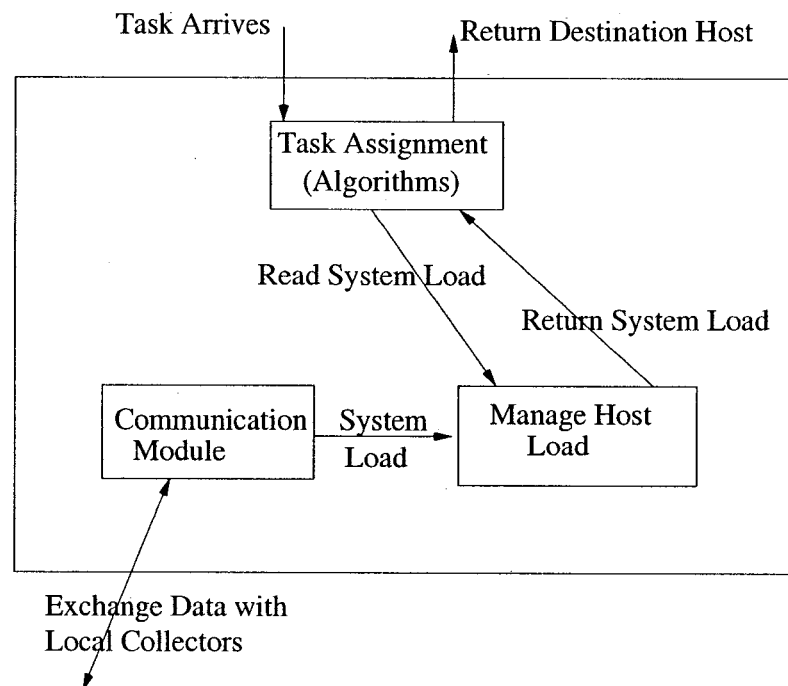 Task Arrives
Return Destination Host
Task Assignment
(Algorithms)
Read System Load
Return System Load
Communication
Module
System
Load
Manage Host
Load
Exchange Data with
Local Collectors